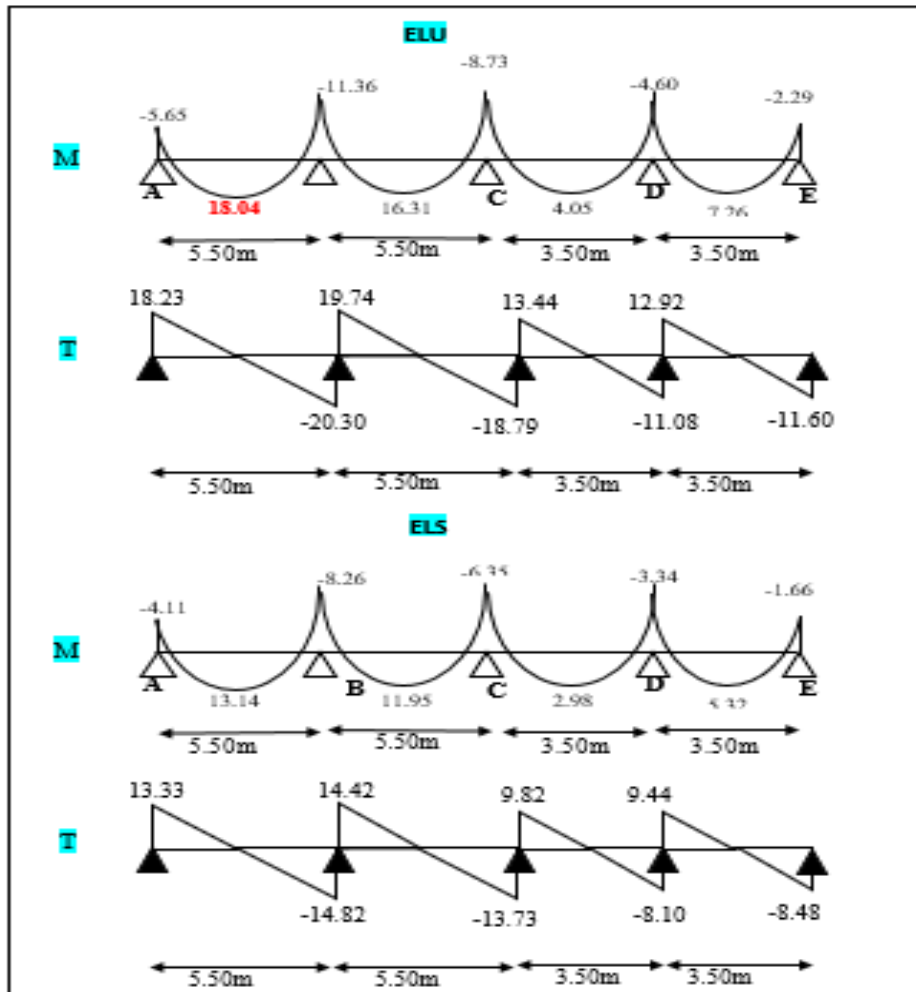 ELU
-8.73
-11.36 -4.60
-5.65 -2.29
M
A C D E
18.04 16.31 4.05
5.50m 5.50m 3.50m 3.50m
18.23 19.74 13.44 12.92
T
-20.30 -18.79 -11.08 -11.60
5.50m 5.50m 3.50m 3.50m
ELS
-8.26 -6.35 -3.34
-4.11 -1.66
M
A B C D E
13.14 11.95 2.98
5.50m 5.50m 3.50m 3.50m
13.33 14.42 9.82 9.44
T
-14.82 -13.73 -8.10 -8.48
5.50m 5.50m 3.50m 3.50m